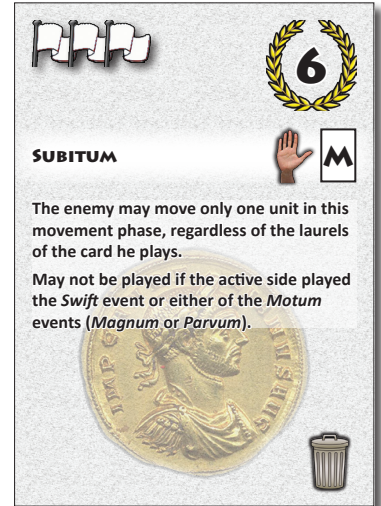 6
SUBITUM
M
The enemy may move only one unit in this
movement phase, regardless of the laurels
of the card he plays.
May not be played if the active side played
the Swift event or either of the Motum
events (Magnum or Parvum).